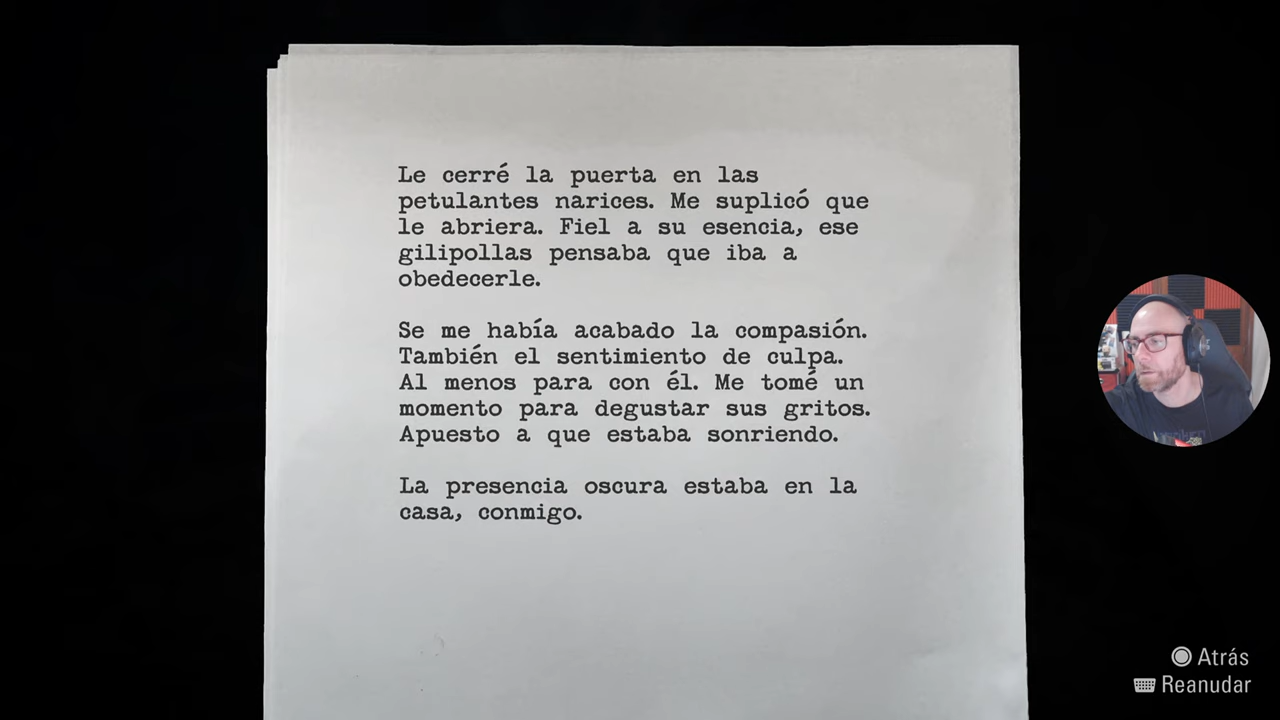 Le cerré la puerta en las
petulantes narices. Me suplicó que
le abriera. Fiel a su esencia, ese
gilipollas pensaba que iba a
obedecerle.
Se me había acabado la compasión.
También el sentimiento de culpa.
Al menos para con él. Me tomé un
momento para degustar sus gritos.
Apuesto a que estaba sonriendo.
La presencia oscura estaba en la
casa, conmigo.
Atrás
Reanudar